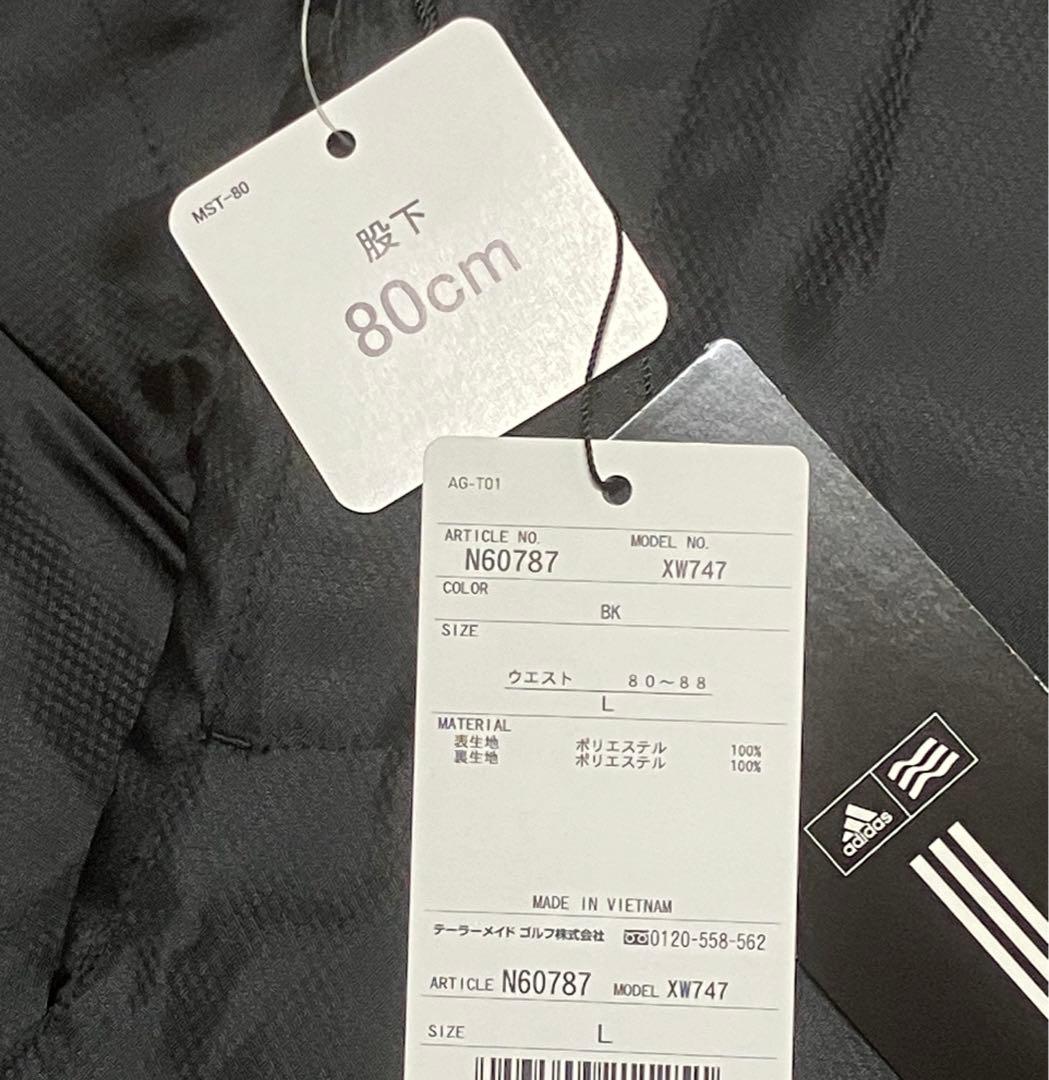 MST-80
股下
80cm
AG-T01
ARTICLE NO. MODEL NO.
N60787 XW747
COLOR
BK
SIZE
ウエスト 80～88
L
MATERIAL
表生地 ポリエステル 100%
裏生地 ポリエステル 100%
MADE IN VIETNAM
テーラーメイド ゴルフ株式会社 0120-558-562
ARTICLE N60787 MODEL XW747
SIZE L
adidas